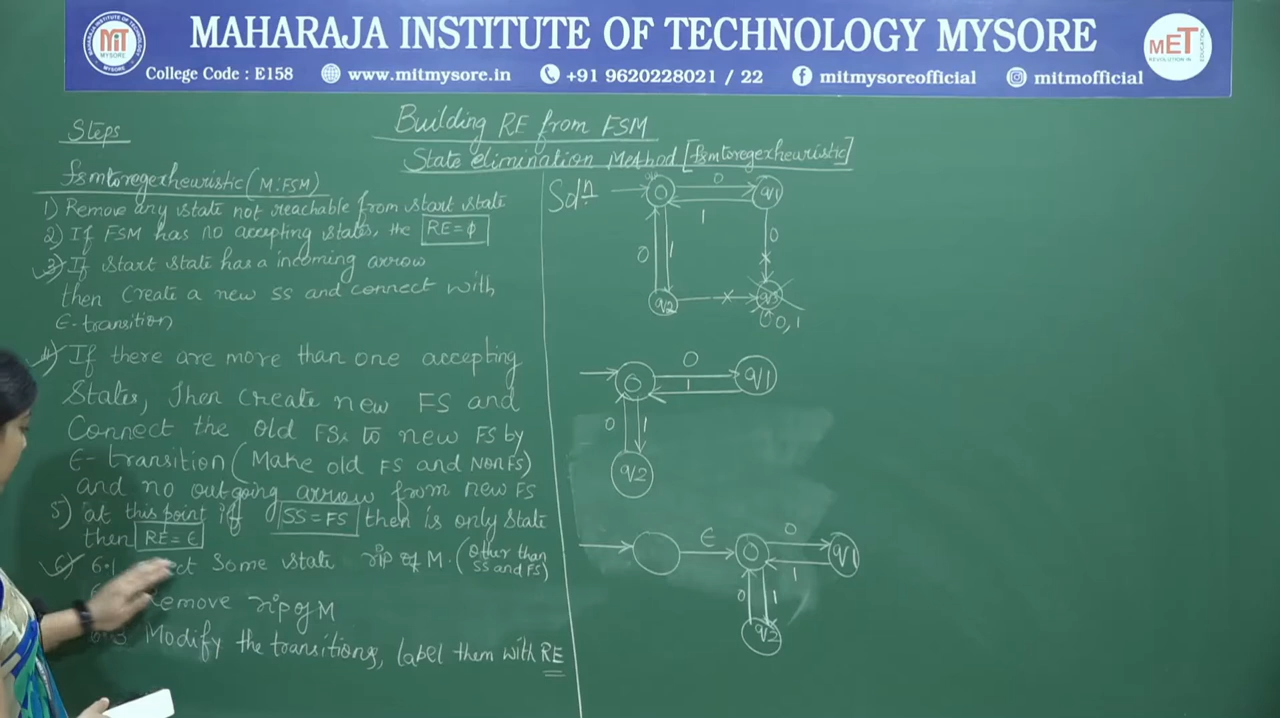 MAHARAJA INSTITUTE OF TECHNOLOGY MYSORE
College Code : E158 www.mitmysore.in +91 9620228021 / 22 mitmysoreofficial mitmofficial
MIT
MYSORE
MET
Building RE from FSM
State elimination Method [fsmtoregexheuristic]
Steps
fsmtoregexheuristic (M:FSM)
1) Remove any state not reachable from start state
2) If FSM has no accepting states, the RE = φ
3) If start state has a incoming arrow
then Create a new SS and connect with
ε-transition
4) If there are more than one accepting
States, then Create new FS and
Connect the old FSs to new FS by
ε-transition (Make old FS and Non FS)
and no outgoing arrow from new FS
5) at this point if SS = FS then is only state
then RE = ε
6) 6.1 Some state rip of M. (Other than
SS and FS)
Remove rip of M
Modify the transitions, label them with RE
Soln
0
q1
1
0
1
0
q2
q3
0,1
0
q1
1
0
1
q2
ε
0
q1
1
0
1
q2